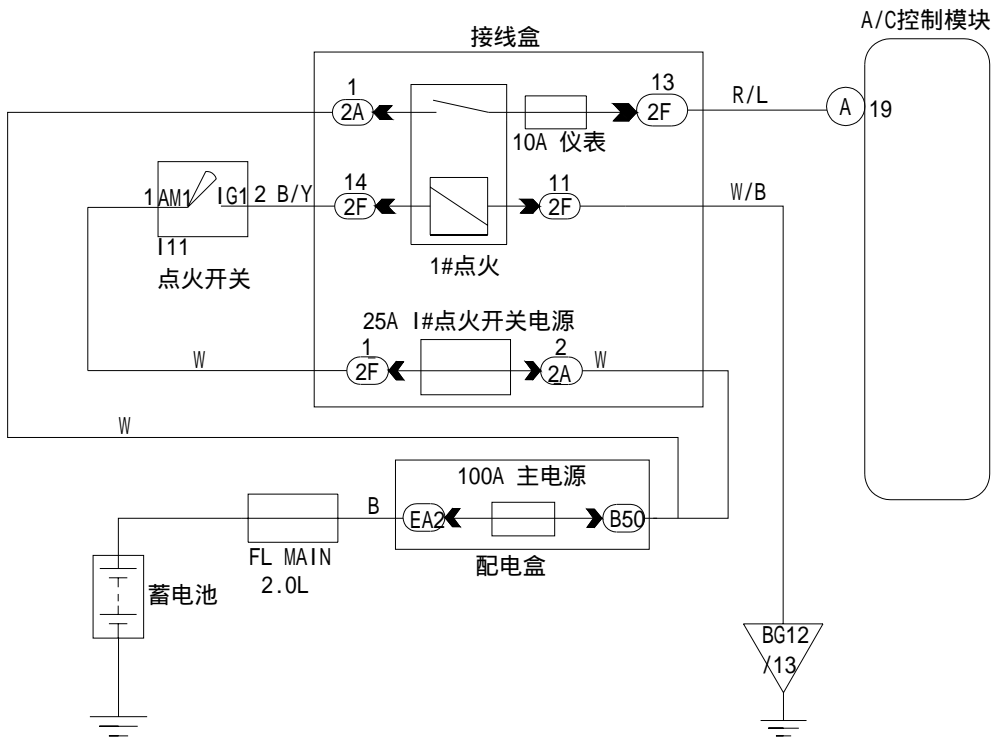 A/C控制模块
接线盒
1
2A
13
2F
R/L
A
19
10A 仪表
1
AM1
IG1
2
B/Y
14
2F
11
2F
W/B
I11
点火开关
1#点火
25A I#点火开关电源
1
2F
W
2
2A
W
W
100A 主电源
B
EA2
B50
FL MAIN
2.0L
配电盒
蓄电池
BG12
/13